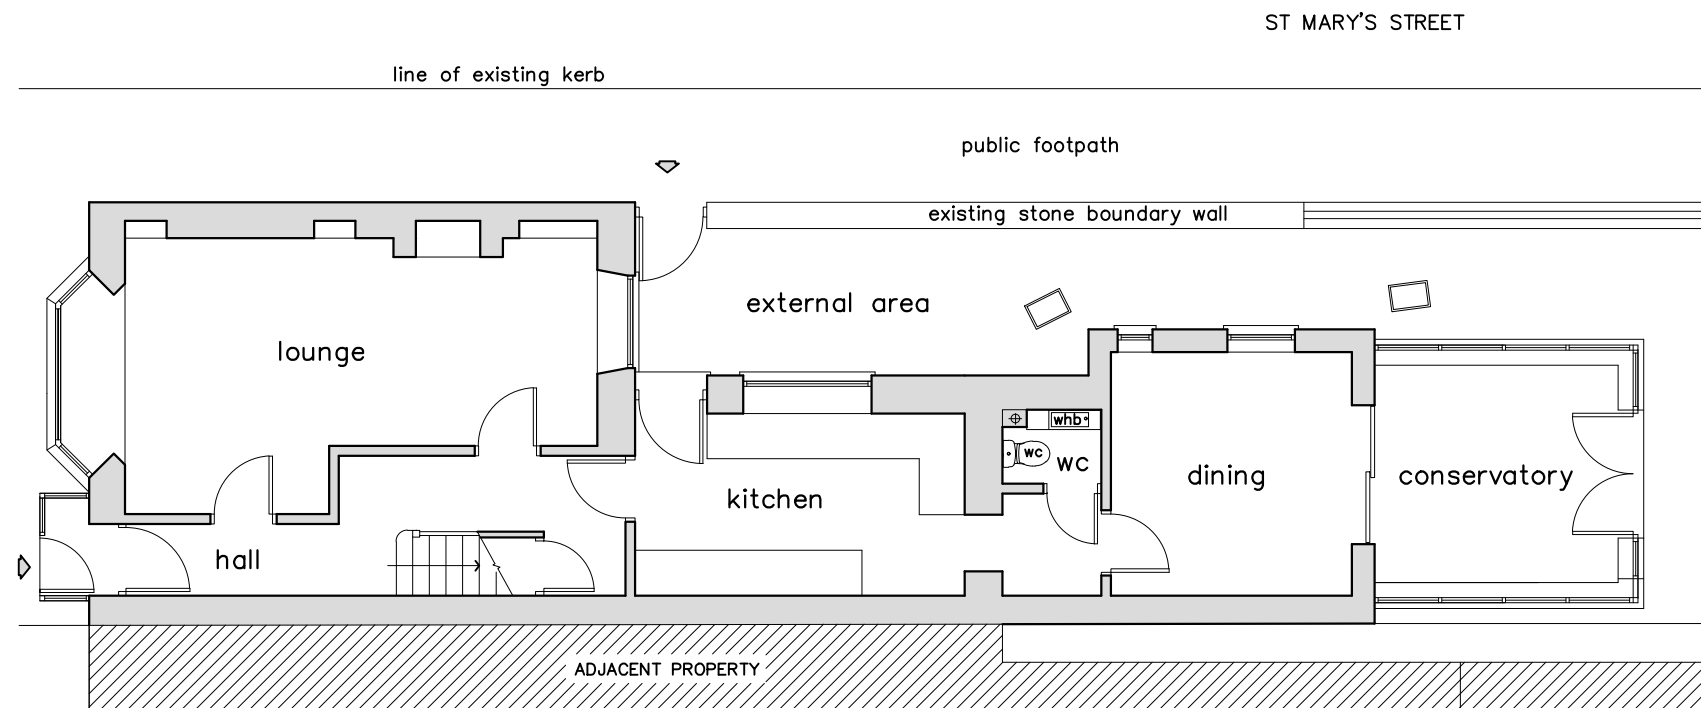 ST MARY'S STREET
line of existing kerb
public footpath
existing stone boundary wall
external area
lounge
whb
wc
wc
dining
conservatory
kitchen
hall
ADJACENT PROPERTY